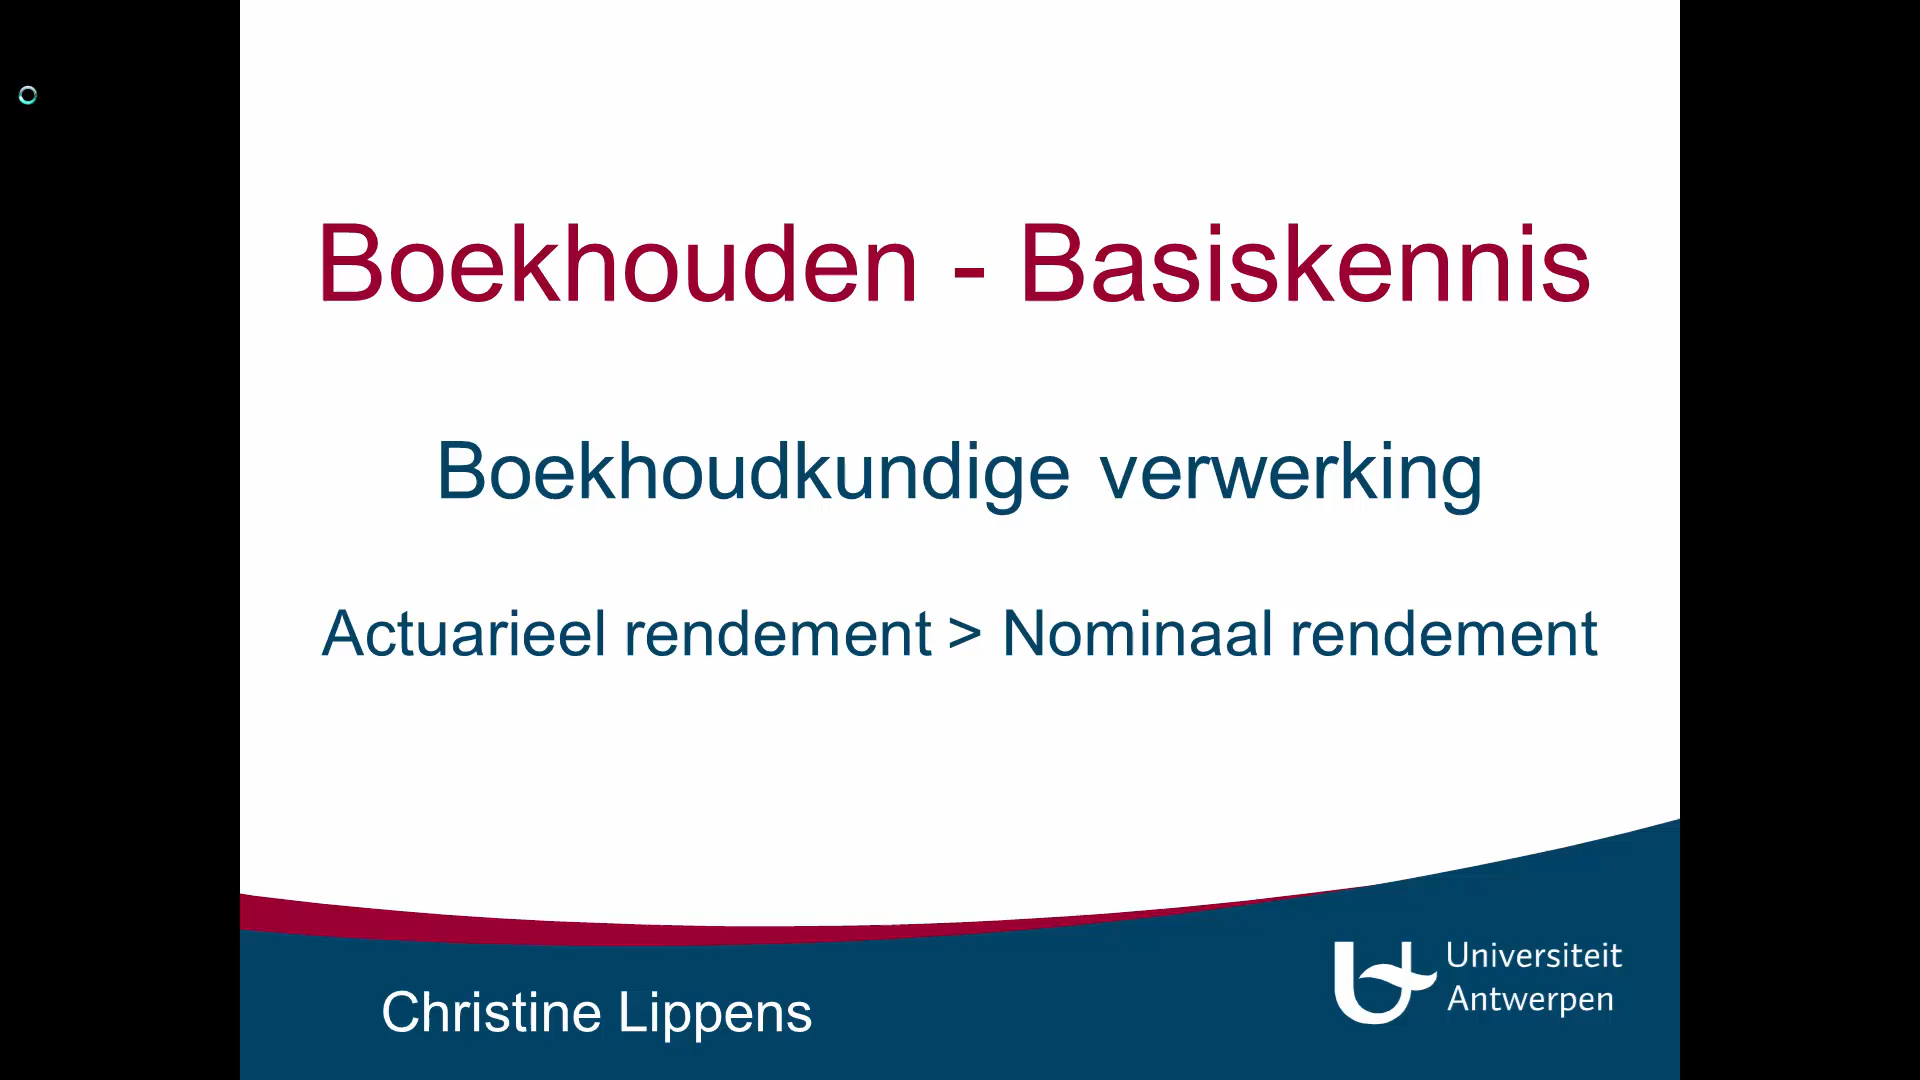 Boekhouden - Basiskennis
Boekhoudkundige verwerking
Actuarieel rendement > Nominaal rendement
Christine Lippens
Universiteit
Antwerpen